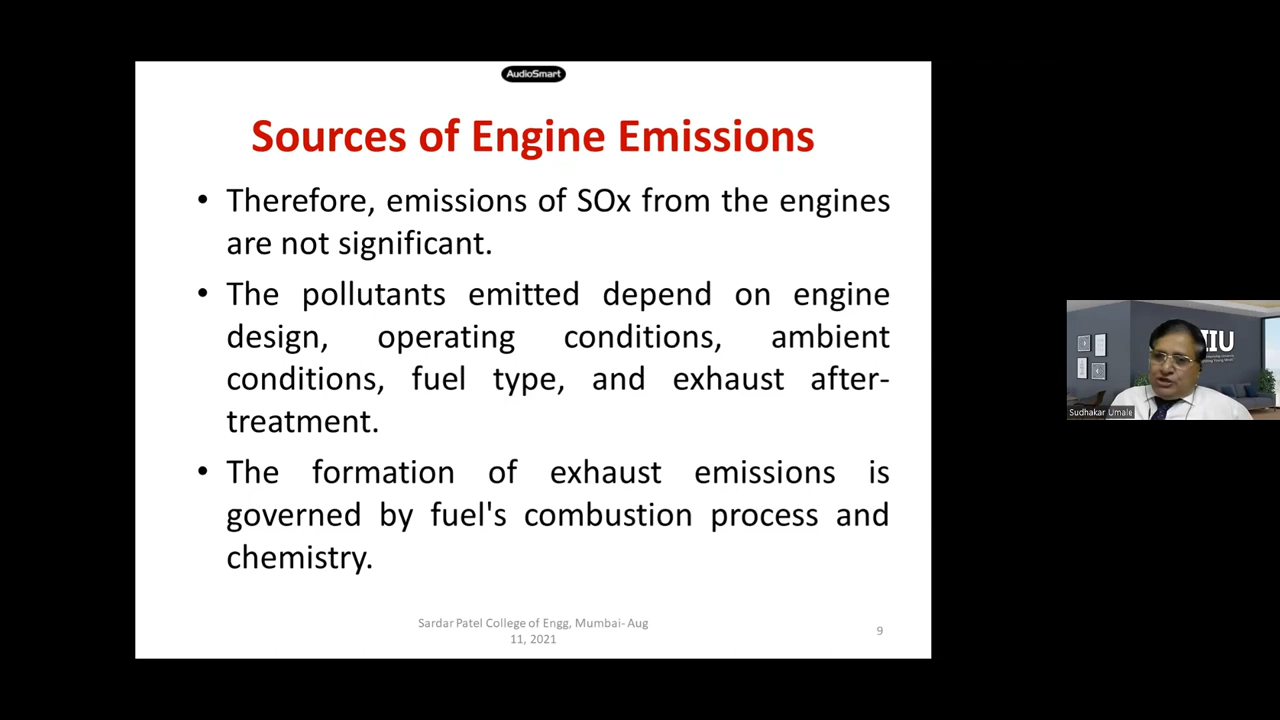 AudioSmart
Sources of Engine Emissions
• Therefore, emissions of SOx from the engines
are not significant.
• The pollutants emitted depend on engine
design, operating conditions, ambient
conditions, fuel type, and exhaust after-
treatment.
• The formation of exhaust emissions is
governed by fuel's combustion process and
chemistry.
Sardar Patel College of Engg, Mumbai- Aug
11, 2021
9
IIU
Sudhakar Umale